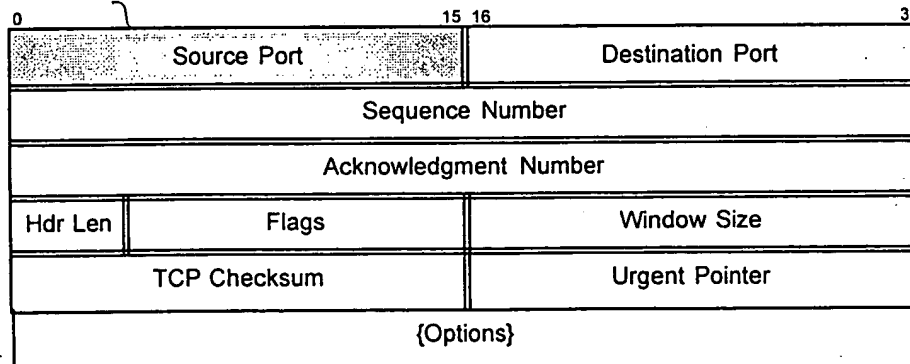 0 15 16 3
Source Port Destination Port
Sequence Number
Acknowledgment Number
Hdr Len Flags Window Size
TCP Checksum Urgent Pointer
{Options}